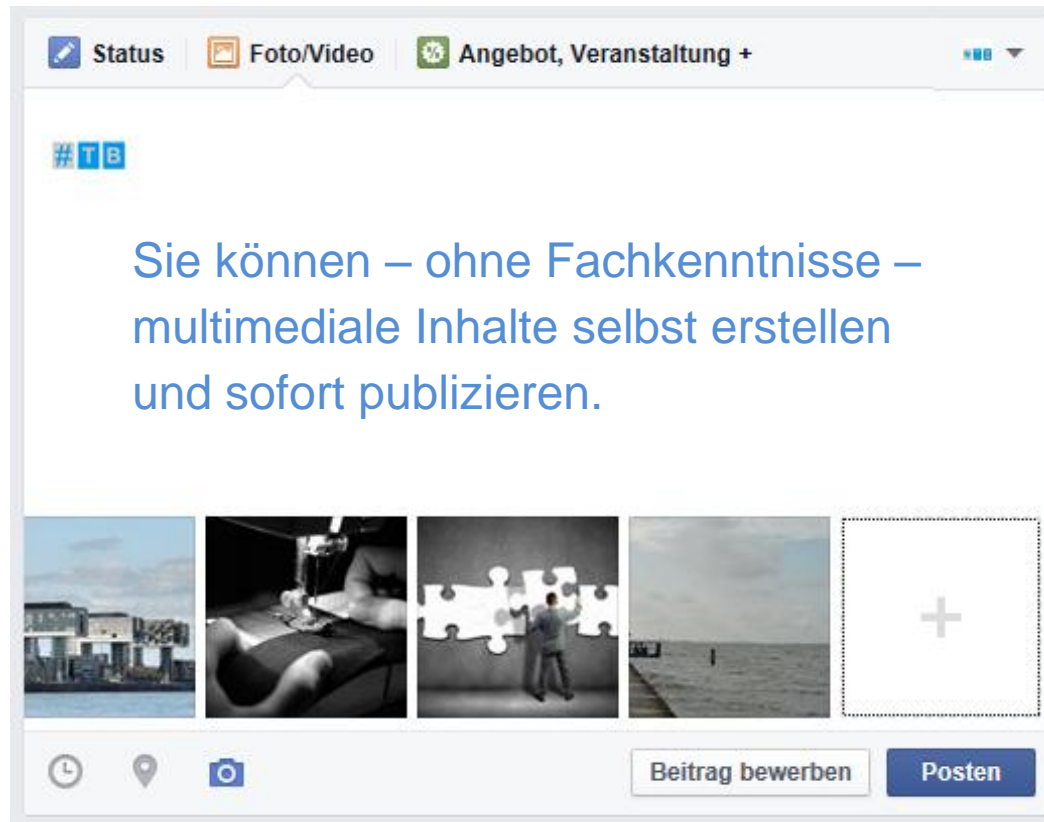 Status Foto/Video Angebot, Veranstaltung +
#TB
Sie können – ohne Fachkenntnisse –
multimediale Inhalte selbst erstellen
und sofort publizieren.
Beitrag bewerben Posten